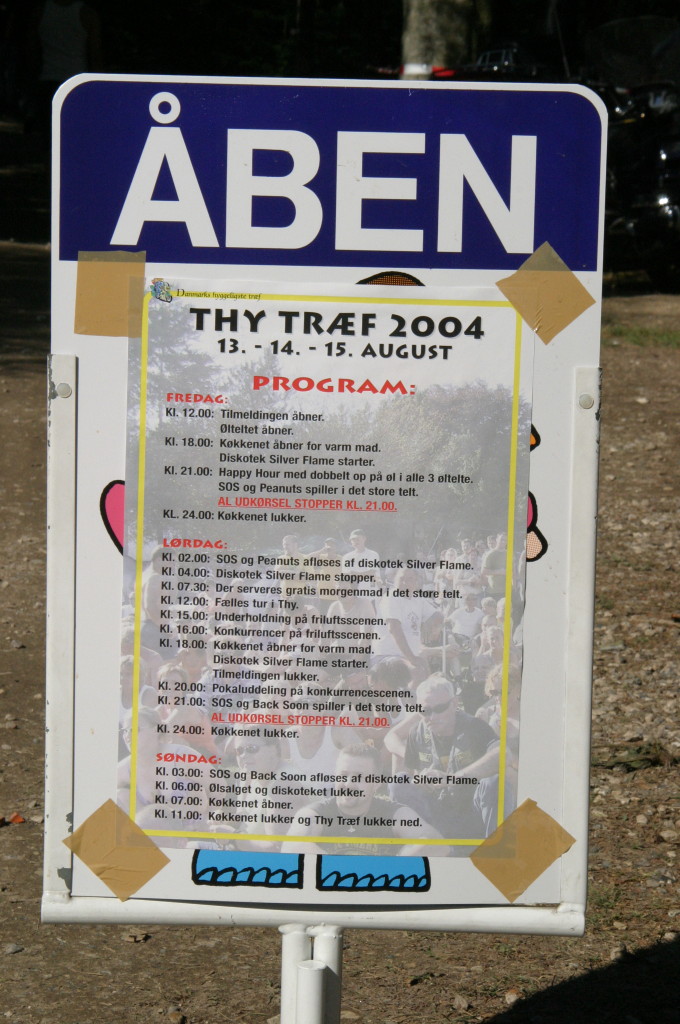 ÅBEN
Danmarks hyggeligste træf
THY TRÆF 2004
13. - 14. - 15. AUGUST
PROGRAM:
FREDAG:
Kl. 12.00: Tilmeldingen åbner.
Ølteltet åbner.
Kl. 18.00: Køkkenet åbner for varm mad.
Diskotek Silver Flame starter.
Kl. 21.00: Happy Hour med dobbelt op på øl i alle 3 øltelte.
SOS og Peanuts spiller i det store telt.
AL UDKØRSEL STOPPER KL. 21.00.
KL. 24.00: Køkkenet lukker.
LØRDAG:
Kl. 02.00: SOS og Peanuts afløses af diskotek Silver Flame.
Kl. 04.00: Diskotek Silver Flame stopper.
Kl. 07.30: Der serveres gratis morgenmad i det store telt.
Kl. 12.00: Fælles tur i Thy.
Kl. 15.00: Underholdning på friluftsscenen.
Kl. 16.00: Konkurrencer på friluftsscenen.
Kl. 18.00: Køkkenet åbner for varm mad.
Diskotek Silver Flame starter.
Tilmeldingen lukker.
Kl. 20.00: Pokaluddeling på konkurrencescenen.
Kl. 21.00: SOS og Back Soon spiller i det store telt.
AL UDKØRSEL STOPPER KL. 21.00.
Kl. 24.00: Køkkenet lukker.
SØNDAG:
Kl. 03.00: SOS og Back Soon afløses af diskotek Silver Flame.
Kl. 06.00: Ølsalget og diskoteket lukker.
Kl. 07.00: Køkkenet åbner.
Kl. 11.00: Køkkenet lukker og Thy Træf lukker ned.